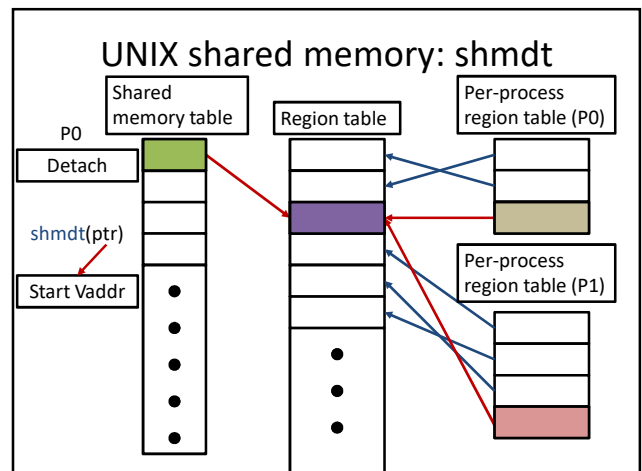 UNIX shared memory: shmdt
Shared
memory table
Region table
Per-process
region table (P0)
P0
Detach
shmdt(ptr)
Start Vaddr
Per-process
region table (P1)